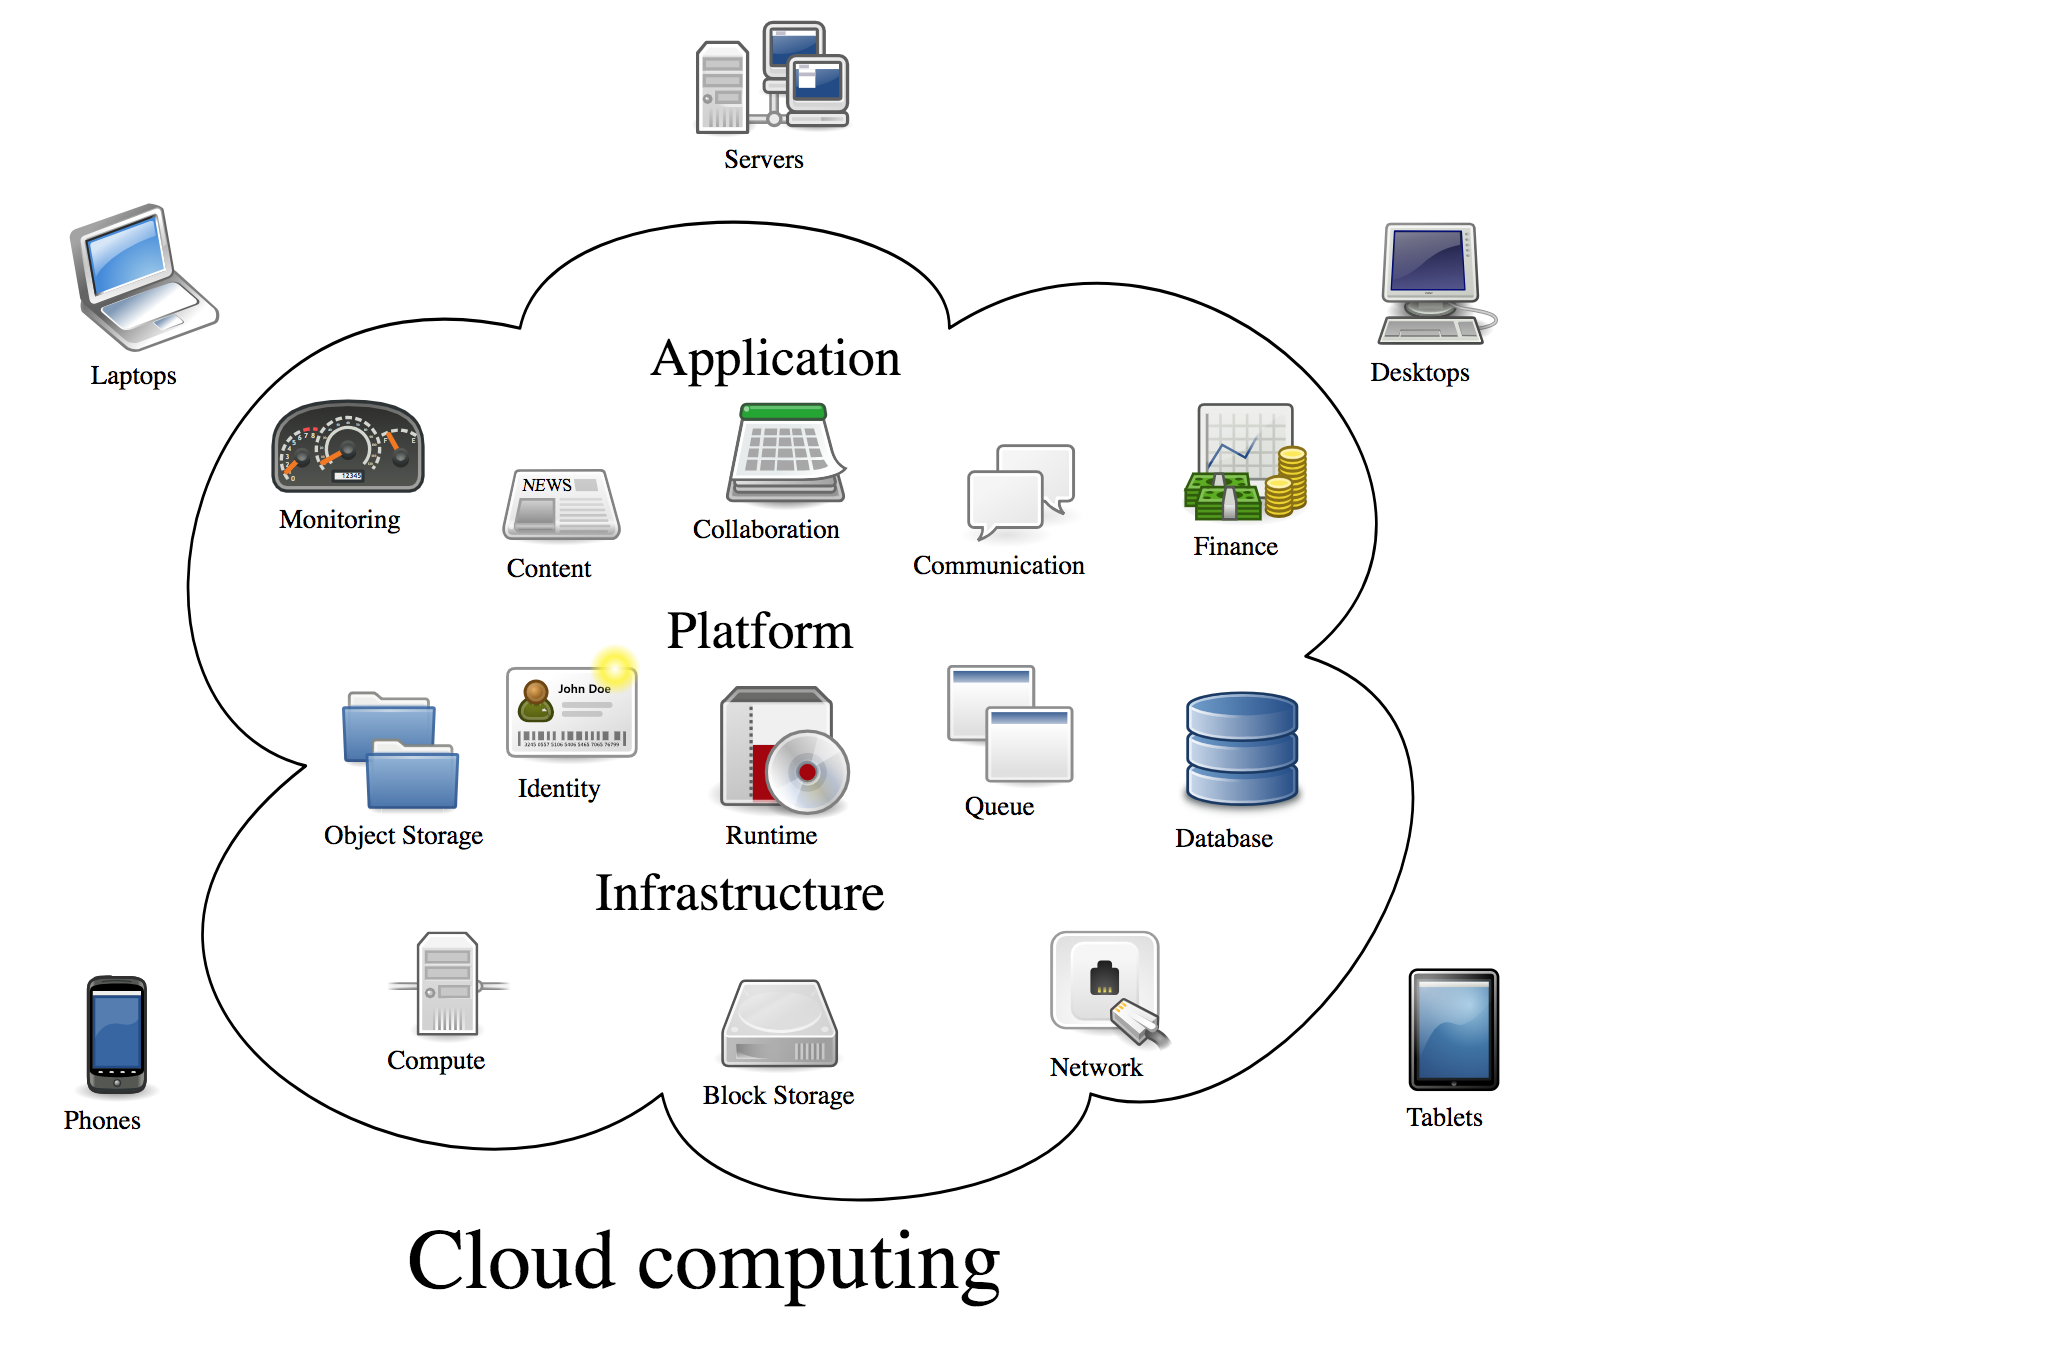 Servers
Laptops
Desktops
Application
Monitoring
NEWS
Content
Collaboration
Communication
Finance
Platform
John Doe
Identity
Object Storage
Runtime
Queue
Database
Infrastructure
Compute
Block Storage
Network
Phones
Tablets
Cloud computing
12345